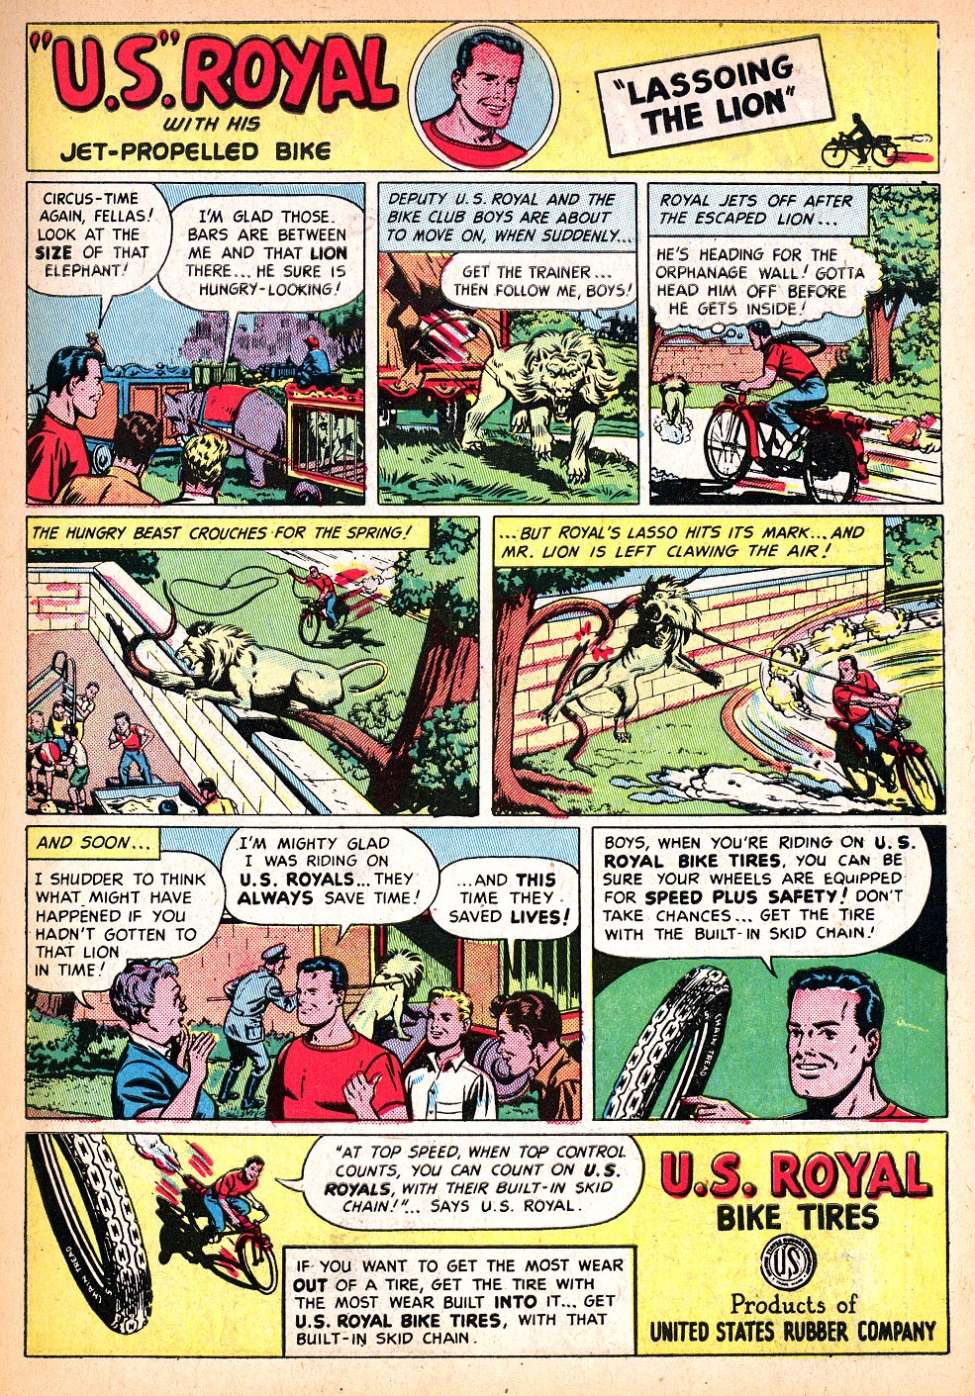 "U.S." ROYAL
WITH HIS
JET-PROPELLED BIKE
"LASSOING
THE LION"
CIRCUS-TIME
AGAIN, FELLAS!
LOOK AT THE
SIZE OF THAT
ELEPHANT!
I'M GLAD THOSE
BARS ARE BETWEEN
ME AND THAT LION
THERE... HE SURE IS
HUNGRY-LOOKING!
DEPUTY U.S. ROYAL AND THE
BIKE CLUB BOYS ARE ABOUT
TO MOVE ON, WHEN SUDDENLY...
GET THE TRAINER...
THEN FOLLOW ME, BOYS!
ROYAL JETS OFF AFTER
THE ESCAPED LION...
HE'S HEADING FOR THE
ORPHANAGE WALL! GOTTA
HEAD HIM OFF BEFORE
HE GETS INSIDE!
THE HUNGRY BEAST CROUCHES FOR THE SPRING!
...BUT ROYAL'S LASSO HITS ITS MARK...AND
MR. LION IS LEFT CLAWING THE AIR!
AND SOON...
I SHUDDER TO THINK
WHAT MIGHT HAVE
HAPPENED IF YOU
HADN'T GOTTEN TO
THAT LION
IN TIME!
I'M MIGHTY GLAD
I WAS RIDING ON
U.S. ROYALS... THEY
ALWAYS SAVE TIME!
...AND THIS
TIME THEY
SAVED LIVES!
BOYS, WHEN YOU'RE RIDING ON U.S.
ROYAL BIKE TIRES, YOU CAN BE
SURE YOUR WHEELS ARE EQUIPPED
FOR SPEED PLUS SAFETY! DON'T
TAKE CHANCES... GET THE TIRE
WITH THE BUILT-IN SKID CHAIN!
U.S. CHAIN TREAD
"AT TOP SPEED, WHEN TOP CONTROL
COUNTS, YOU CAN COUNT ON U.S.
ROYALS, WITH THEIR BUILT-IN SKID
CHAIN!"... SAYS U.S. ROYAL.
U.S. CHAIN TREAD
IF YOU WANT TO GET THE MOST WEAR
OUT OF A TIRE, GET THE TIRE WITH
THE MOST WEAR BUILT INTO IT... GET
U.S. ROYAL BIKE TIRES, WITH THAT
BUILT-IN SKID CHAIN.
U.S. ROYAL
BIKE TIRES
US
Products of
UNITED STATES RUBBER COMPANY